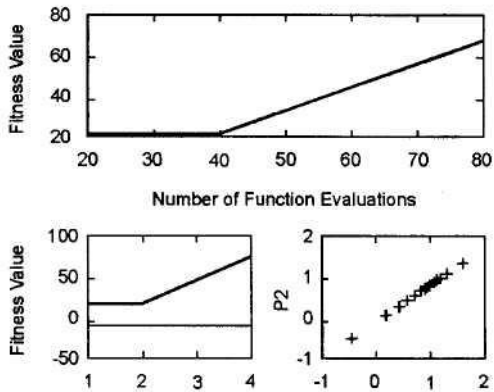 80
60
40
20
Fitness Value
20 30 40 50 60 70 80
Number of Function Evaluations
100
50
0
-50
Fitness Value
1 2 3 4
2
1
0
-1
P2
-1 0 1 2